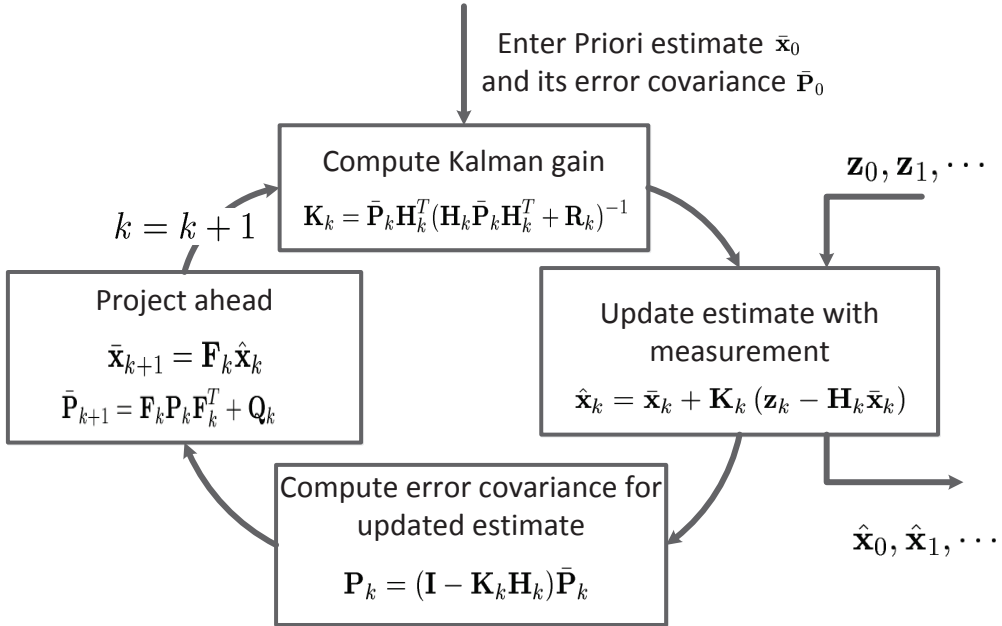 Enter Priori estimate x̄₀
and its error covariance P̄₀
Compute Kalman gain
𝐊ₖ = P̄ₖHₖᵀ(HₖP̄ₖHₖᵀ + Rₖ)⁻¹
z₀, z₁, ⋯
k = k + 1
Project ahead
x̄ₖ₊₁ = Fₖx̂ₖ
P̄ₖ₊₁ = FₖPₖFₖᵀ + Qₖ
Update estimate with
measurement
x̂ₖ = x̄ₖ + Kₖ (zₖ − Hₖx̄ₖ)
Compute error covariance for
updated estimate
Pₖ = (I − KₖHₖ)P̄ₖ
x̂₀, x̂₁, ⋯